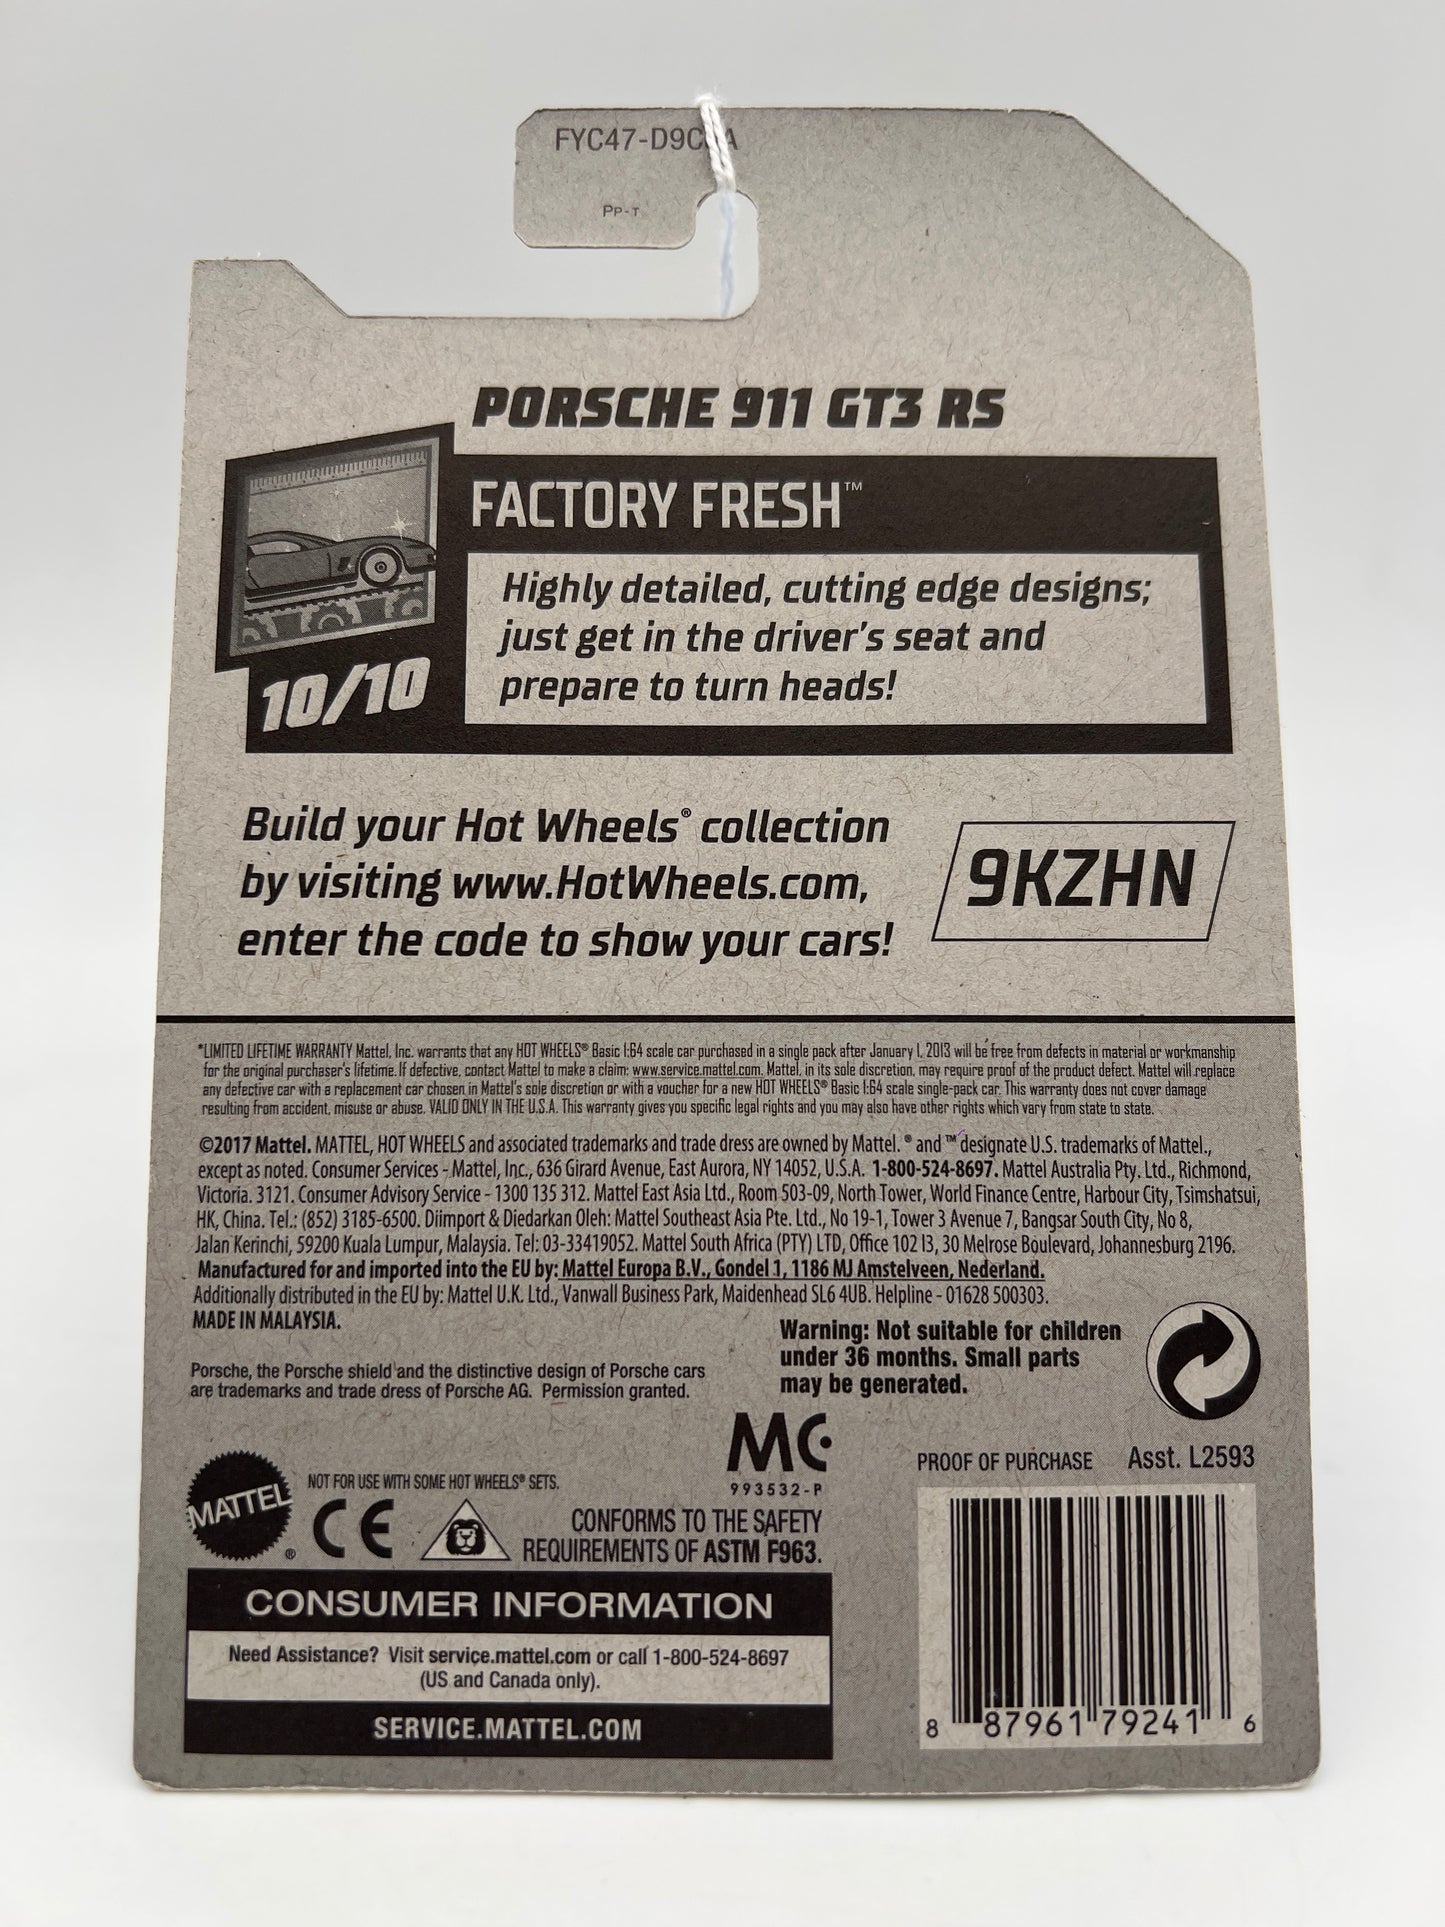 FYC47-D9C
Pp-T
PORSCHE 911 GT3 RS
FACTORY FRESH™
Highly detailed, cutting edge designs;
just get in the driver's seat and
prepare to turn heads!
10/10
Build your Hot Wheels® collection
by visiting www.HotWheels.com,
enter the code to show your cars!
9KZHN
*LIMITED LIFETIME WARRANTY Mattel, Inc. warrants that any HOT WHEELS® Basic 1:64 scale car purchased in a single pack after January 1, 2013 will be free from defects in material or workmanship
for the original purchaser's lifetime. If defective, contact Mattel to make a claim: www.service.mattel.com. Mattel, in its sole discretion, may require proof of the product defect. Mattel will replace
any defective car with a replacement car chosen in Mattel's sole discretion or with a voucher for a new HOT WHEELS® Basic 1:64 scale single-pack car. This warranty does not cover damage
resulting from accident, misuse or abuse. VALID ONLY IN THE U.S.A. This warranty gives you specific legal rights and you may also have other rights which vary from state to state.
©2017 Mattel. MATTEL, HOT WHEELS and associated trademarks and trade dress are owned by Mattel. ® and ™ designate U.S. trademarks of Mattel.,
except as noted. Consumer Services - Mattel, Inc., 636 Girard Avenue, East Aurora, NY 14052, U.S.A. 1-800-524-8697. Mattel Australia Pty. Ltd., Richmond,
Victoria. 3121. Consumer Advisory Service - 1300 135 312. Mattel East Asia Ltd., Room 503-09, North Tower, World Finance Centre, Harbour City, Tsimshatsui,
HK, China. Tel.: (852) 3185-6500. Diimport & Diedarkan Oleh: Mattel Southeast Asia Pte. Ltd., No 19-1, Tower 3 Avenue 7, Bangsar South City, No 8,
Jalan Kerinchi, 59200 Kuala Lumpur, Malaysia. Tel: 03-33419052. Mattel South Africa (PTY) LTD, Office 102 I3, 30 Melrose Boulevard, Johannesburg 2196.
Manufactured for and imported into the EU by: Mattel Europa B.V., Gondel 1, 1186 MJ Amstelveen, Nederland.
Additionally distributed in the EU by: Mattel U.K. Ltd., Vanwall Business Park, Maidenhead SL6 4UB. Helpline - 01628 500303.
MADE IN MALAYSIA.
Warning: Not suitable for children
under 36 months. Small parts
may be generated.
Porsche, the Porsche shield and the distinctive design of Porsche cars
are trademarks and trade dress of Porsche AG. Permission granted.
MC
993532-P
PROOF OF PURCHASE Asst. L2593
MATTEL®
NOT FOR USE WITH SOME HOT WHEELS® SETS.
CE
CONFORMS TO THE SAFETY
REQUIREMENTS OF ASTM F963.
CONSUMER INFORMATION
Need Assistance? Visit service.mattel.com or call 1-800-524-8697
(US and Canada only).
SERVICE.MATTEL.COM
8 87961 79241 6